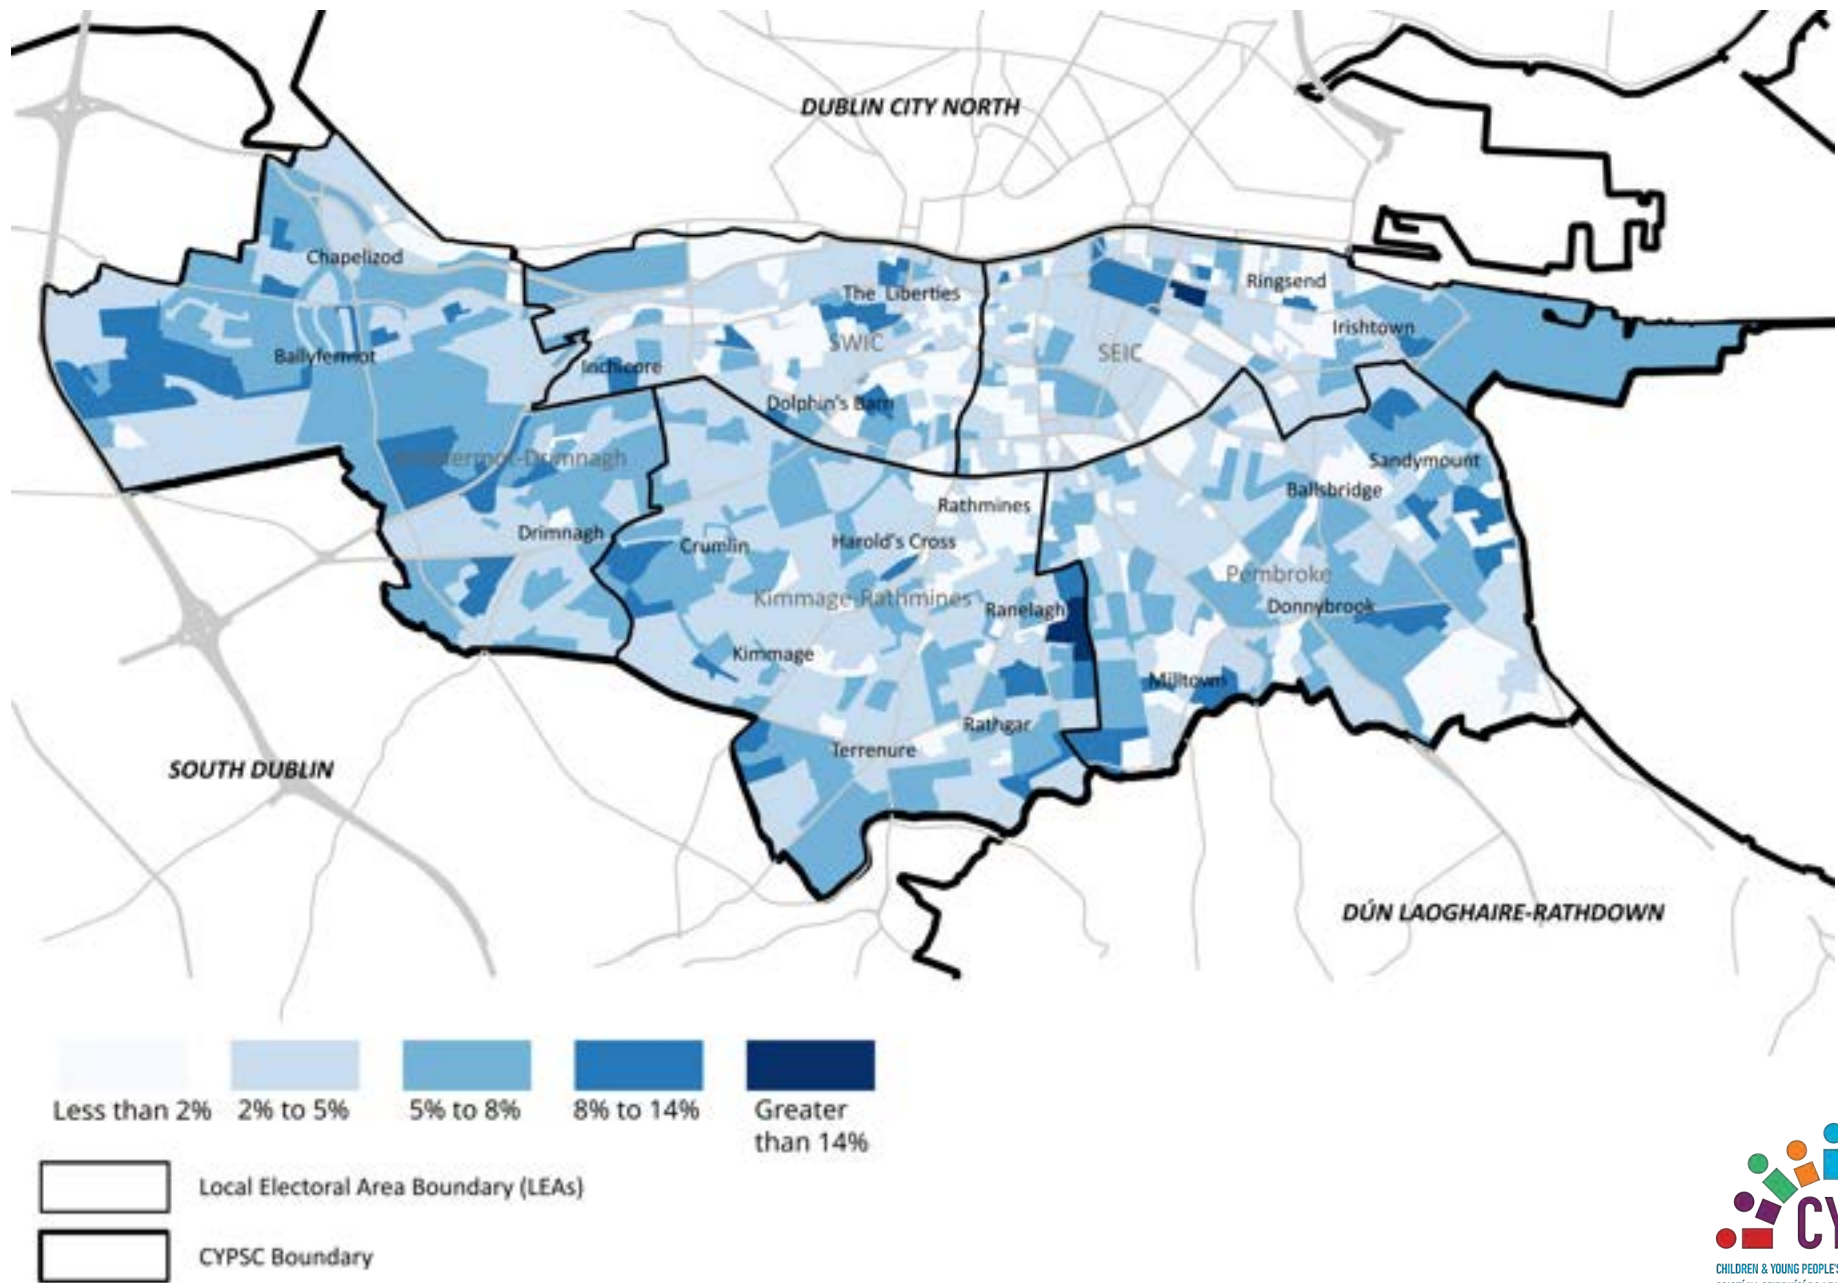 DUBLIN CITY NORTH
Chapelizod
The Liberties
Ringsend
Irishtown
SWIC
SEIC
Ballyfermot
Inchicore
Dolphin's Barn
Drimnagh
Sandymount
Ballsbridge
Rathmines
Drimnagh
Crumlin
Harold's Cross
Pembroke
Kimmage-Rathmines
Ranelagh
Donnybrook
Kimmage
Milltown
Rathgar
Terrenure
SOUTH DUBLIN
DÚN LAOGHAIRE-RATHDOWN
Less than 2%
2% to 5%
5% to 8%
8% to 14%
Greater
than 14%
Local Electoral Area Boundary (LEAs)
CYPSC Boundary
CY
CHILDREN & YOUNG PEOPLE'S